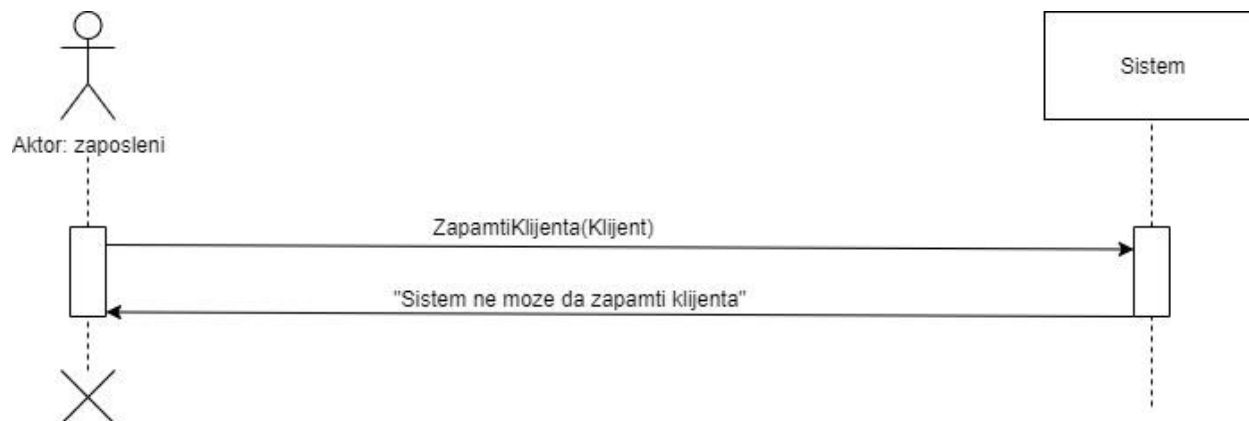 Sistem
Aktor: zaposleni
ZapamtiKlijenta(Klijent)
"Sistem ne moze da zapamti klijenta"